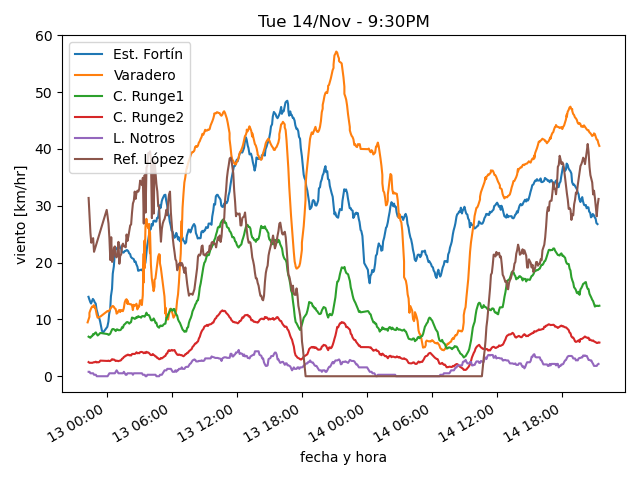 Tue 14/Nov - 9:30PM
60
50
40
30
20
10
0
viento [km/hr]
Est. Fortín
Varadero
C. Runge1
C. Runge2
L. Notros
Ref. López
13 00:00
13 06:00
13 12:00
13 18:00
14 00:00
14 06:00
14 12:00
14 18:00
fecha y hora